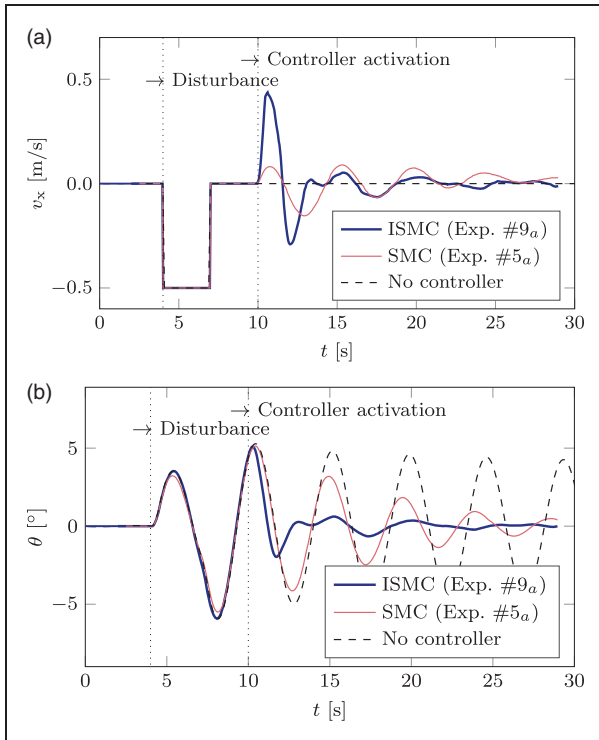 (a)
→ Controller activation
→ Disturbance
0.5
0.0
−0.5
v_x [m/s]
ISMC (Exp. #9_a)
SMC (Exp. #5_a)
No controller
0 5 10 15 20 25 30
t [s]
(b)
→ Controller activation
→ Disturbance
5
0
−5
θ [°]
ISMC (Exp. #9_a)
SMC (Exp. #5_a)
No controller
0 5 10 15 20 25 30
t [s]